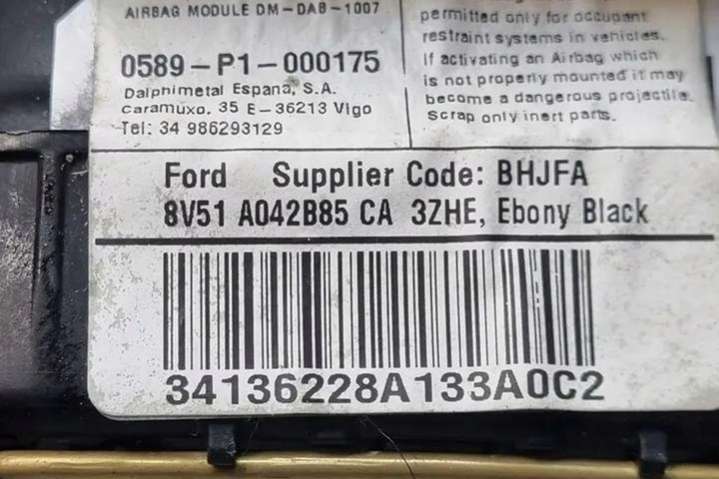 AIRBAG MODULE DM-DAB-1007
0589-P1-000175
Dalphimetal Espana, S.A.
Caramuxo, 35 E-36213 Vigo
Tel: 34 986293129
permitted only for occupant
restraint systems in vehicles.
If activating an Airbag which
is not properly mounted it may
become a dangerous projectile.
Scrap only inert parts.
Ford Supplier Code: BHJFA
8V51 A042B85 CA 3ZHE, Ebony Black
34136228A133A0C2